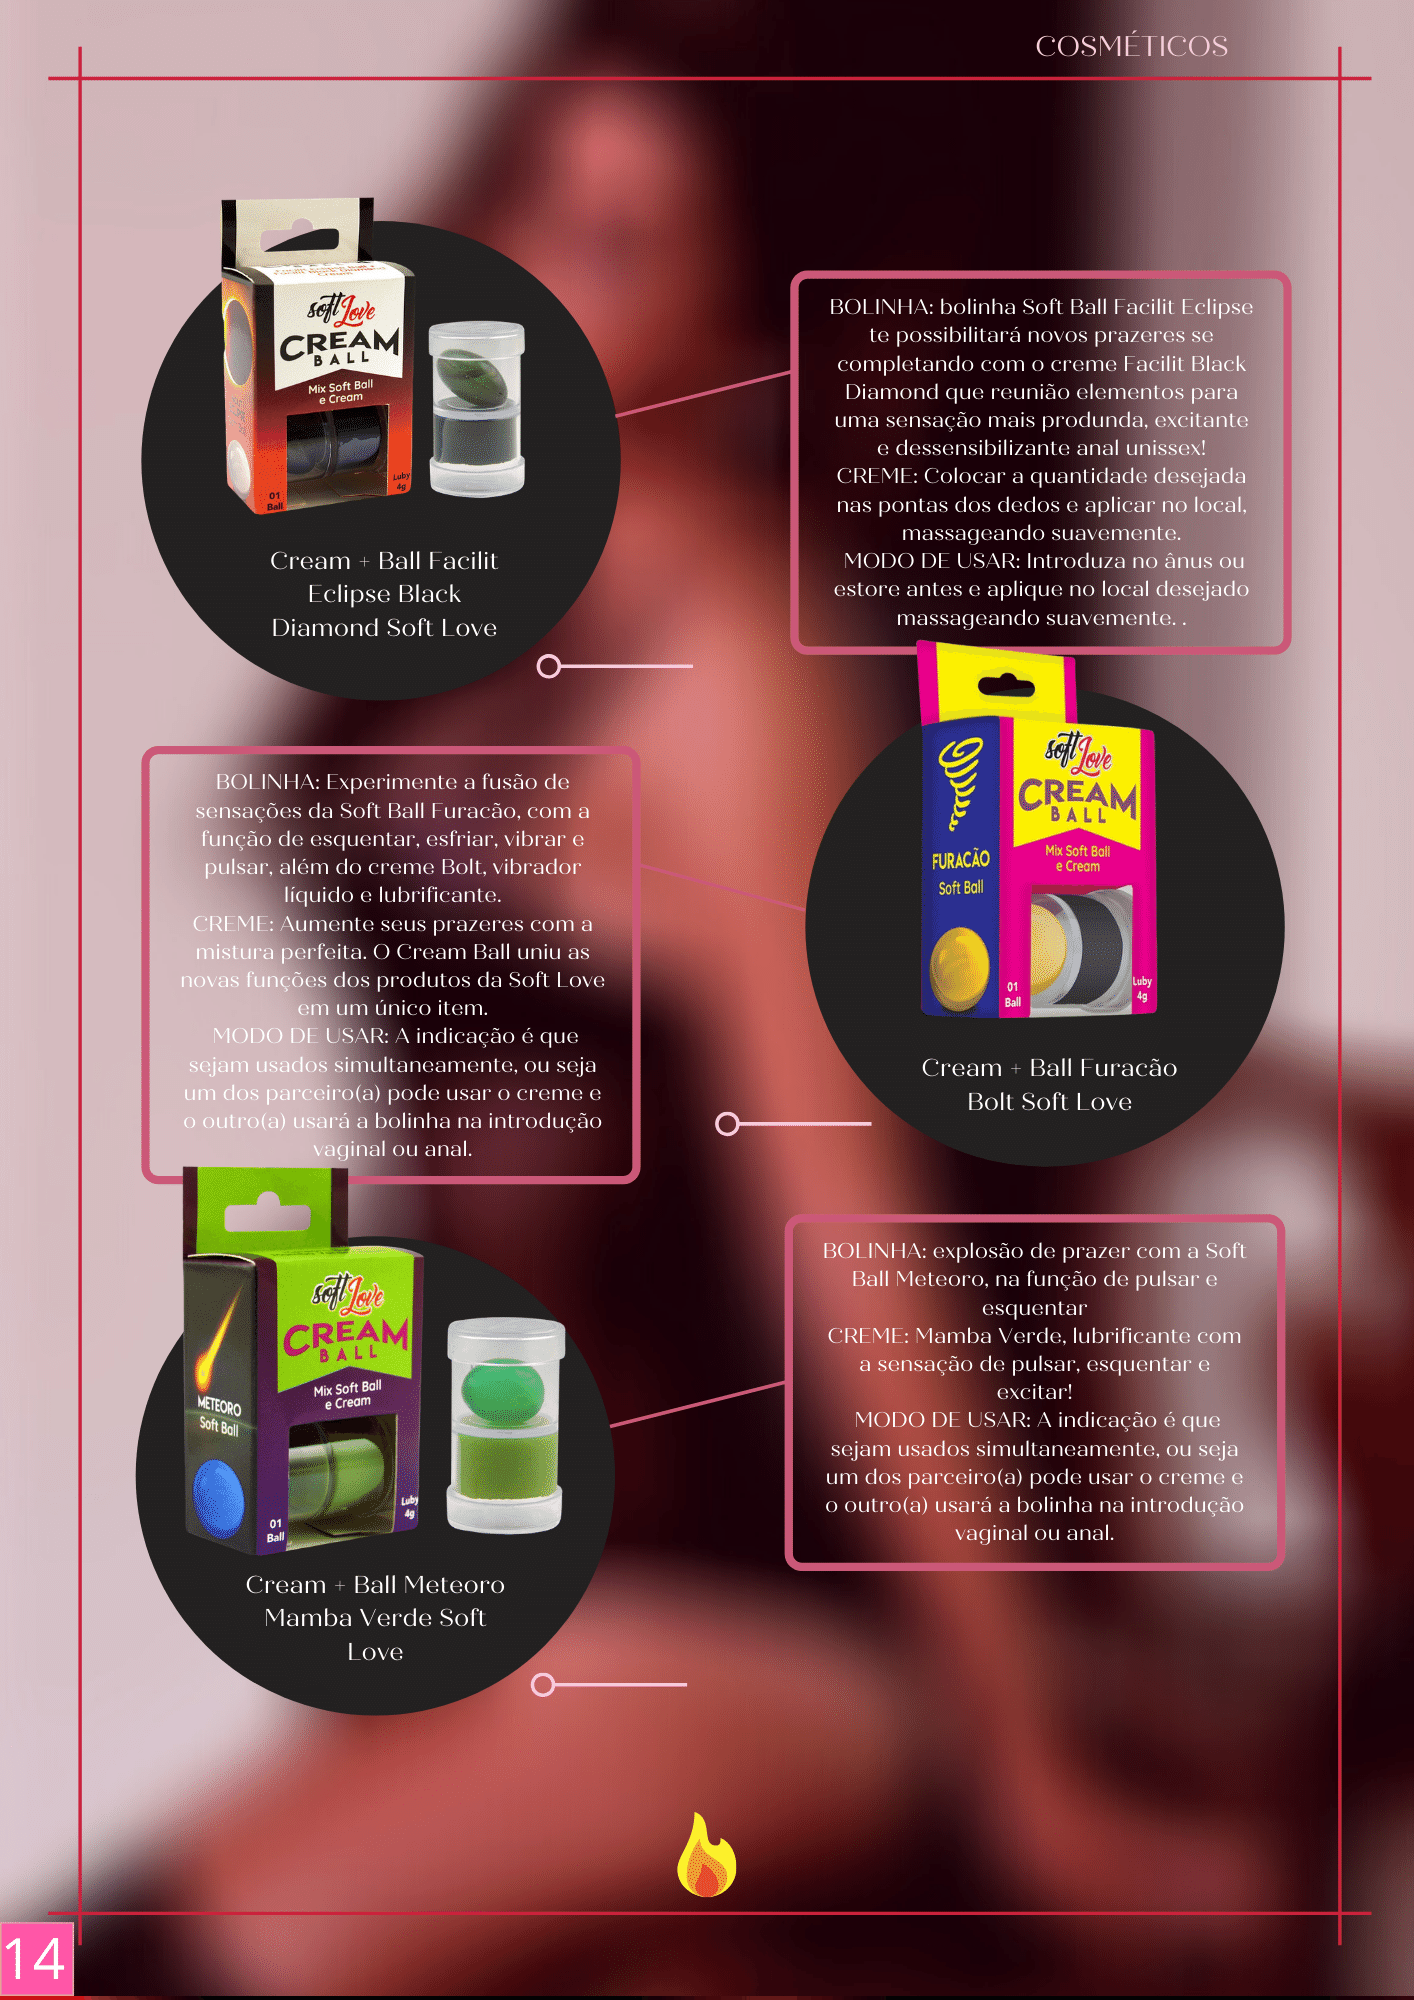 COSMÉTICOS
soft Love
CREAM
BALL
Mix Soft Ball
e Cream
01
Ball
Luby
4g
Cream + Ball Facilit
Eclipse Black
Diamond Soft Love
BOLINHA: bolinha Soft Ball Facilit Eclipse
te possibilitará novos prazeres se
completando com o creme Facilit Black
Diamond que reunião elementos para
uma sensação mais produnda, excitante
e dessensibilizante anal unissex!
CREME: Colocar a quantidade desejada
nas pontas dos dedos e aplicar no local,
massageando suavemente.
MODO DE USAR: Introduza no ânus ou
estore antes e aplique no local desejado
massageando suavemente. .
BOLINHA: Experimente a fusão de
sensações da Soft Ball Furacão, com a
função de esquentar, esfriar, vibrar e
pulsar, além do creme Bolt, vibrador
líquido e lubrificante.
CREME: Aumente seus prazeres com a
mistura perfeita. O Cream Ball uniu as
novas funções dos produtos da Soft Love
em um único item.
MODO DE USAR: A indicação é que
sejam usados simultaneamente, ou seja
um dos parceiro(a) pode usar o creme e
o outro(a) usará a bolinha na introdução
vaginal ou anal.
soft Love
CREAM
BALL
Mix Soft Ball
e Cream
FURACÃO
Soft Ball
01
Ball
Luby
4g
Cream + Ball Furacão
Bolt Soft Love
soft Love
CREAM
BALL
Mix Soft Ball
e Cream
METEORO
Soft Ball
01
Ball
Luby
4g
Cream + Ball Meteoro
Mamba Verde Soft
Love
BOLINHA: explosão de prazer com a Soft
Ball Meteoro, na função de pulsar e
esquentar
CREME: Mamba Verde, lubrificante com
a sensação de pulsar, esquentar e
excitar!
MODO DE USAR: A indicação é que
sejam usados simultaneamente, ou seja
um dos parceiro(a) pode usar o creme e
o outro(a) usará a bolinha na introdução
vaginal ou anal.
14